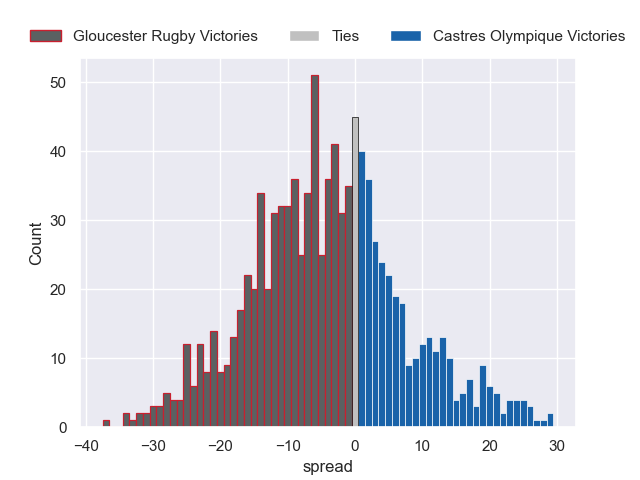 Gloucester Rugby Victories Ties Castres Olympique Victories
50
40
30
20
10
0
Count
−40 −30 −20 −10 0 10 20 30
spread